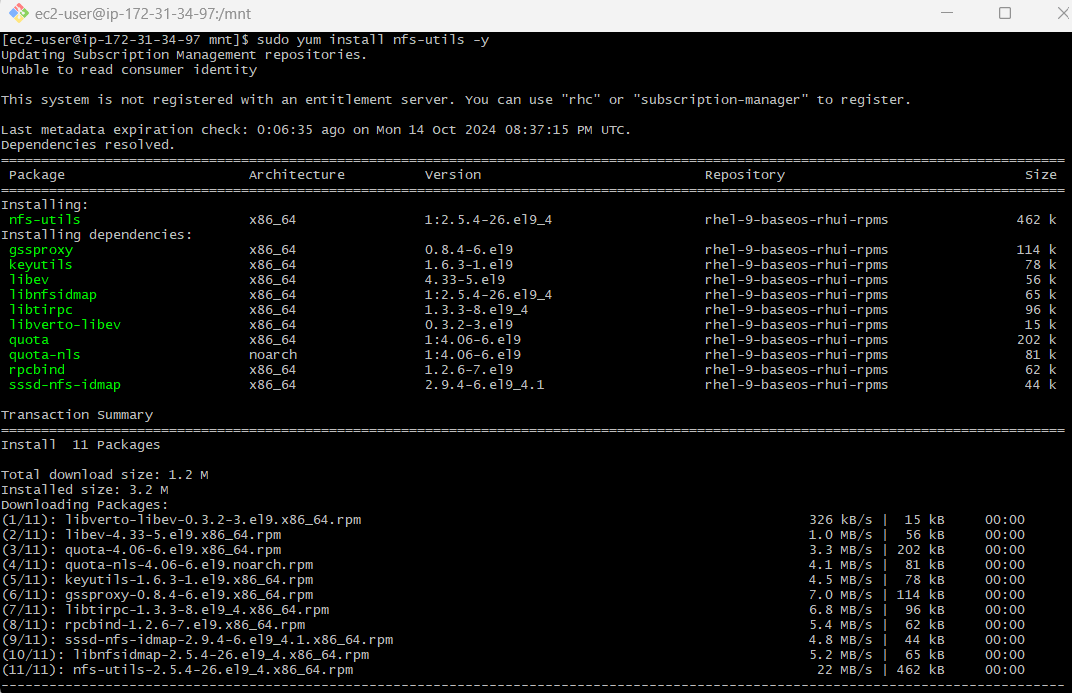 ec2-user@ip-172-31-34-97:/mnt
[ec2-user@ip-172-31-34-97 mnt]$ sudo yum install nfs-utils -y
Updating Subscription Management repositories.
Unable to read consumer identity
This system is not registered with an entitlement server. You can use "rhc" or "subscription-manager" to register.
Last metadata expiration check: 0:06:35 ago on Mon 14 Oct 2024 08:37:15 PM UTC.
Dependencies resolved.
Package Architecture Version Repository Size
Installing:
nfs-utils x86_64 1:2.5.4-26.el9_4 rhel-9-baseos-rhui-rpms 462 k
Installing dependencies:
gssproxy x86_64 0.8.4-6.el9 rhel-9-baseos-rhui-rpms 114 k
keyutils x86_64 1.6.3-1.el9 rhel-9-baseos-rhui-rpms 78 k
libev x86_64 4.33-5.el9 rhel-9-baseos-rhui-rpms 56 k
libnfsidmap x86_64 1:2.5.4-26.el9_4 rhel-9-baseos-rhui-rpms 65 k
libtirpc x86_64 1.3.3-8.el9_4 rhel-9-baseos-rhui-rpms 96 k
libverto-libev x86_64 0.3.2-3.el9 rhel-9-baseos-rhui-rpms 15 k
quota x86_64 1:4.06-6.el9 rhel-9-baseos-rhui-rpms 202 k
quota-nls noarch 1:4.06-6.el9 rhel-9-baseos-rhui-rpms 81 k
rpcbind x86_64 1.2.6-7.el9 rhel-9-baseos-rhui-rpms 62 k
sssd-nfs-idmap x86_64 2.9.4-6.el9_4.1 rhel-9-baseos-rhui-rpms 44 k
Transaction Summary
Install 11 Packages
Total download size: 1.2 M
Installed size: 3.2 M
Downloading Packages:
(1/11): libverto-libev-0.3.2-3.el9.x86_64.rpm 326 kB/s | 15 kB 00:00
(2/11): libev-4.33-5.el9.x86_64.rpm 1.0 MB/s | 56 kB 00:00
(3/11): quota-4.06-6.el9.x86_64.rpm 3.3 MB/s | 202 kB 00:00
(4/11): quota-nls-4.06-6.el9.noarch.rpm 4.1 MB/s | 81 kB 00:00
(5/11): keyutils-1.6.3-1.el9.x86_64.rpm 4.5 MB/s | 78 kB 00:00
(6/11): gssproxy-0.8.4-6.el9.x86_64.rpm 7.0 MB/s | 114 kB 00:00
(7/11): libtirpc-1.3.3-8.el9_4.x86_64.rpm 6.8 MB/s | 96 kB 00:00
(8/11): rpcbind-1.2.6-7.el9.x86_64.rpm 5.4 MB/s | 62 kB 00:00
(9/11): sssd-nfs-idmap-2.9.4-6.el9_4.1.x86_64.rpm 4.8 MB/s | 44 kB 00:00
(10/11): libnfsidmap-2.5.4-26.el9_4.x86_64.rpm 5.2 MB/s | 65 kB 00:00
(11/11): nfs-utils-2.5.4-26.el9_4.x86_64.rpm 22 MB/s | 462 kB 00:00